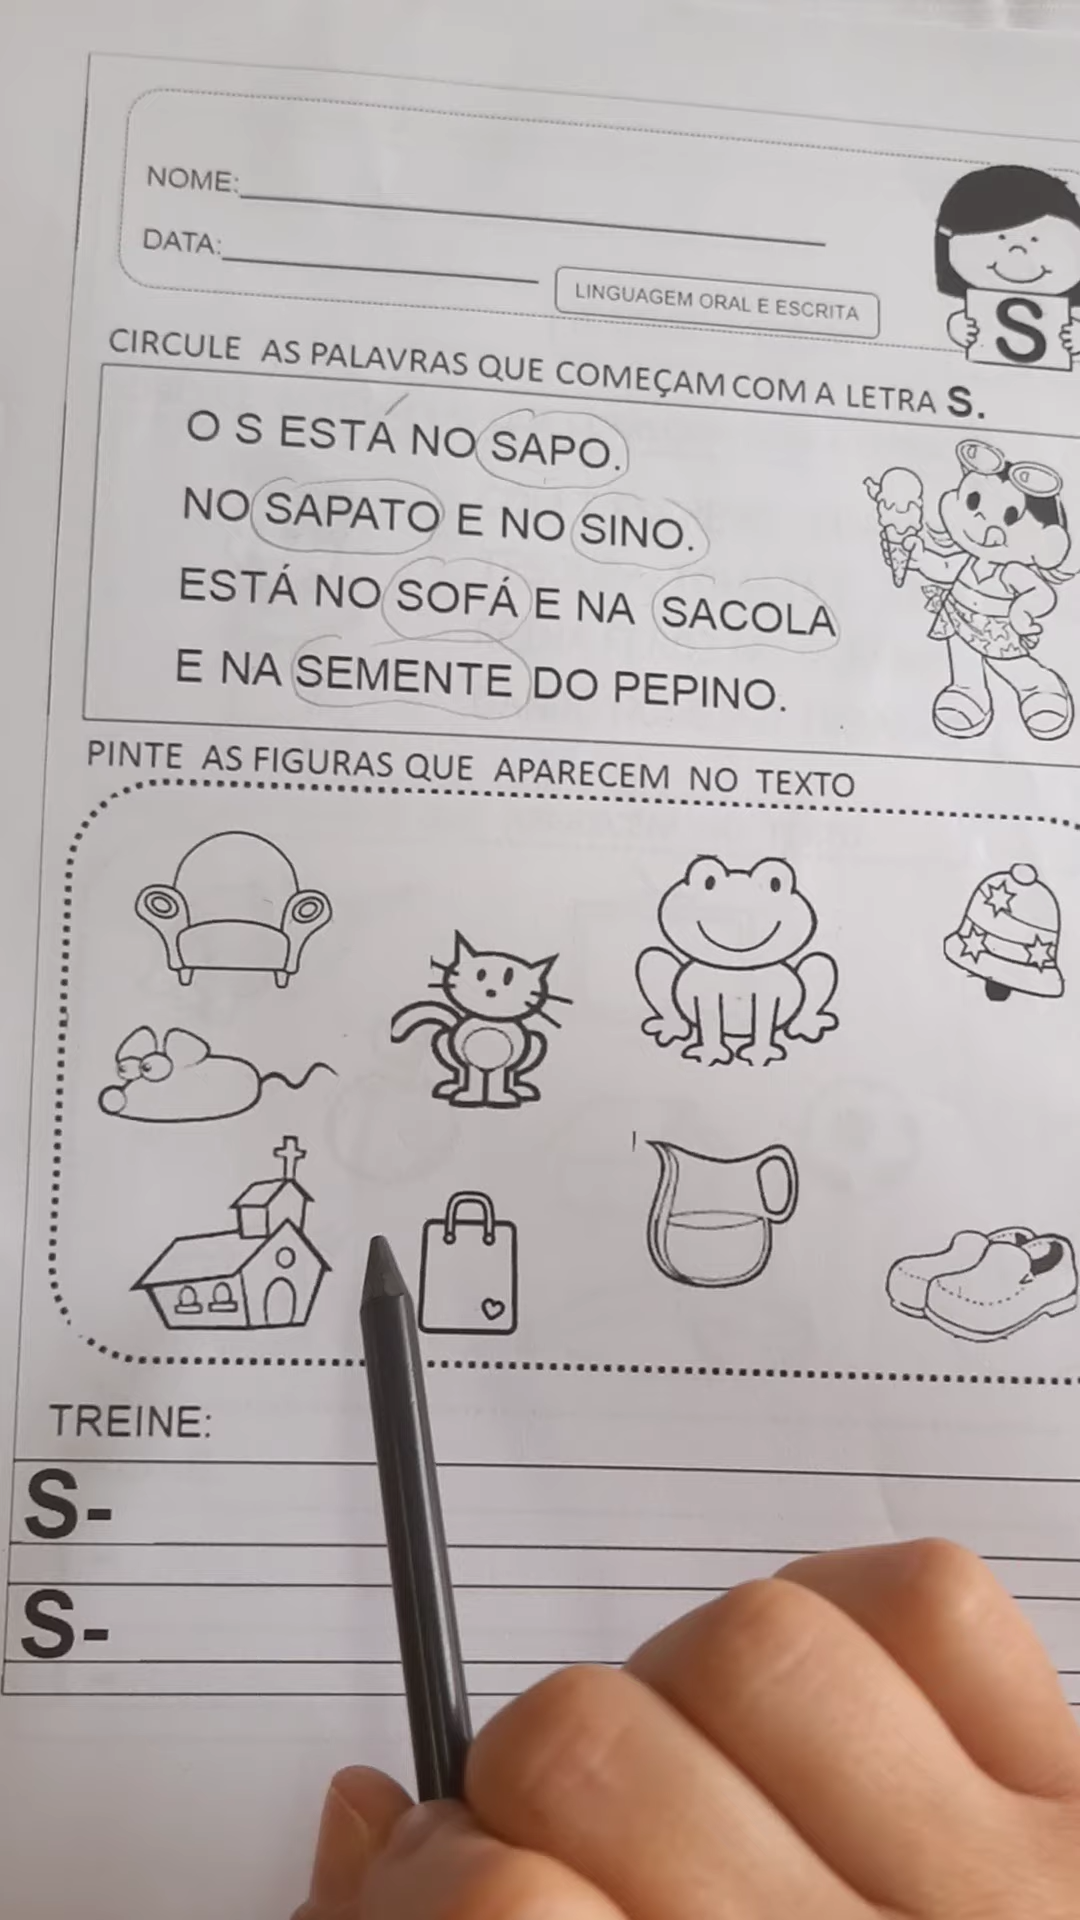 NOME:
DATA:
LINGUAGEM ORAL E ESCRITA
S
CIRCULE AS PALAVRAS QUE COMEÇAM COM A LETRA S.
O S ESTÁ NO SAPO.
NO SAPATO E NO SINO.
ESTÁ NO SOFÁ E NA SACOLA
E NA SEMENTE DO PEPINO.
PINTE AS FIGURAS QUE APARECEM NO TEXTO
TREINE:
S-
S-